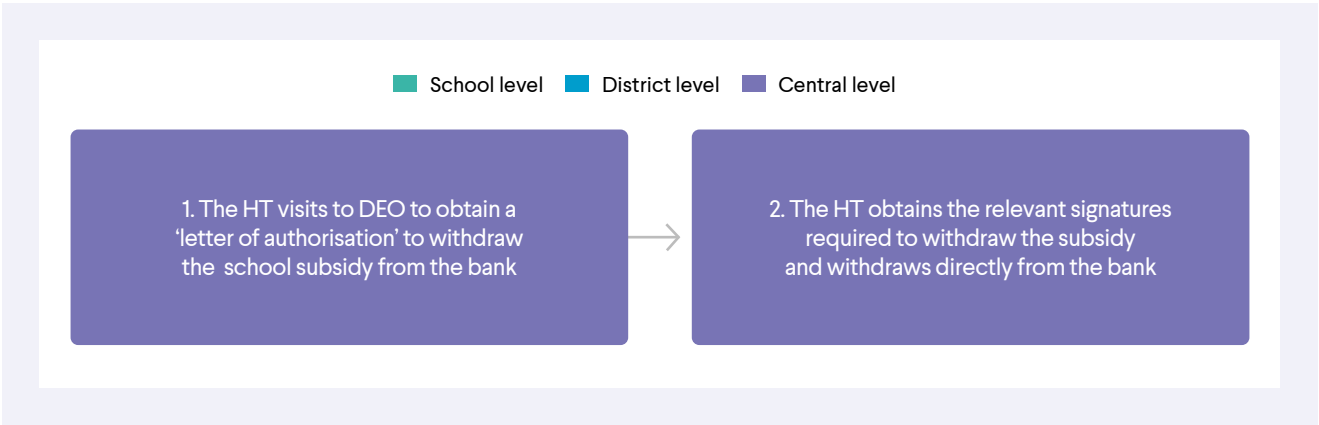 School level District level Central level
1. The HT visits to DEO to obtain a
‘letter of authorisation’ to withdraw
the school subsidy from the bank
2. The HT obtains the relevant signatures
required to withdraw the subsidy
and withdraws directly from the bank